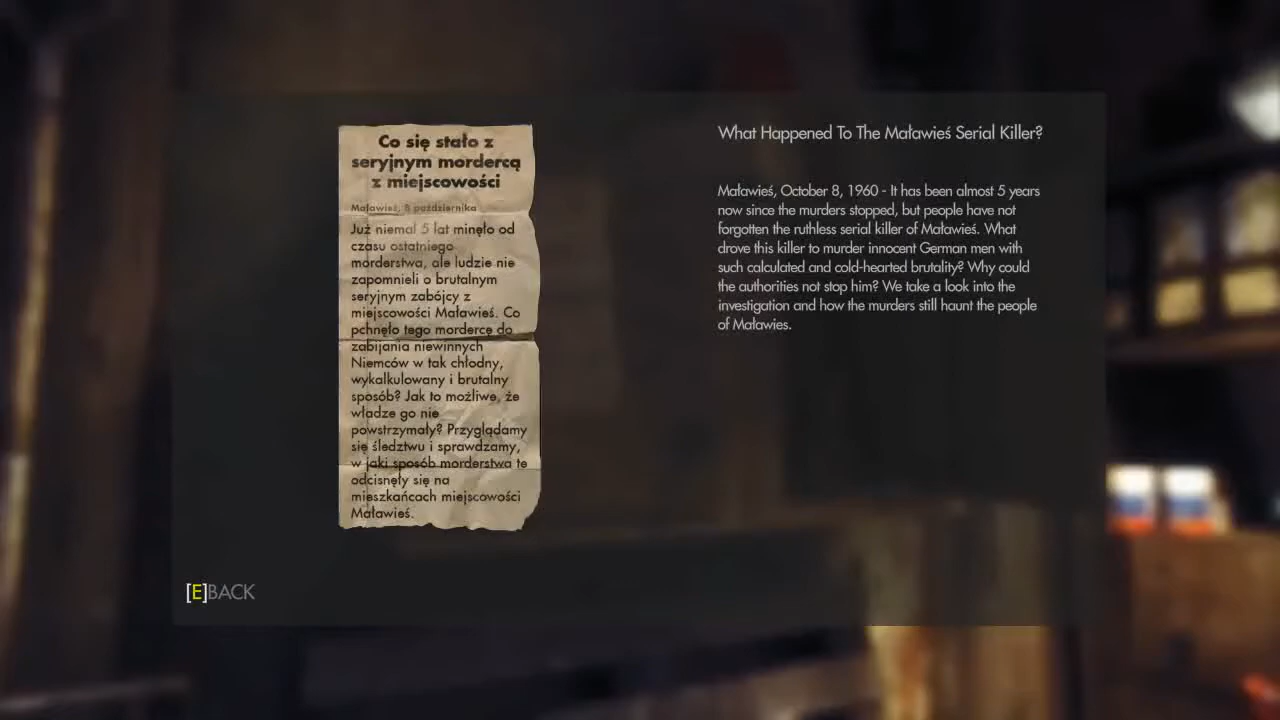 Co się stało z
seryjnym mordercą
z miejscowości
Maławieś, 8 października
Już niemal 5 lat minęło od
czasu ostatniego
morderstwa, ale ludzie nie
zapomnieli o brutalnym
seryjnym zabójcy z
miejscowości Maławieś. Co
pchnęło tego mordercę do
zabijania niewinnych
Niemców w tak chłodny,
wykalkulowany i brutalny
sposób? Jak to możliwe, że
władze go nie
powstrzymały? Przyglądamy
się śledztwu i sprawdzamy,
w jaki sposób morderstwa te
odcisnęły się na
mieszkańcach miejscowości
Maławieś.
What Happened To The Maławieś Serial Killer?
Maławieś, October 8, 1960 - It has been almost 5 years
now since the murders stopped, but people have not
forgotten the ruthless serial killer of Maławieś. What
drove this killer to murder innocent German men with
such calculated and cold-hearted brutality? Why could
the authorities not stop him? We take a look into the
investigation and how the murders still haunt the people
of Maławies.
[E]BACK